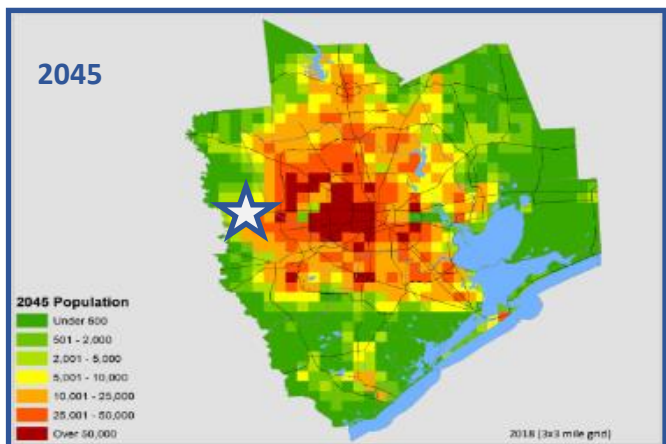 2045
2045 Population
Under 500
501 - 2,000
2,001 - 5,000
5,001 - 10,000
10,001 - 25,000
25,001 - 50,000
Over 50,000
2018 (3x3 mile grid)